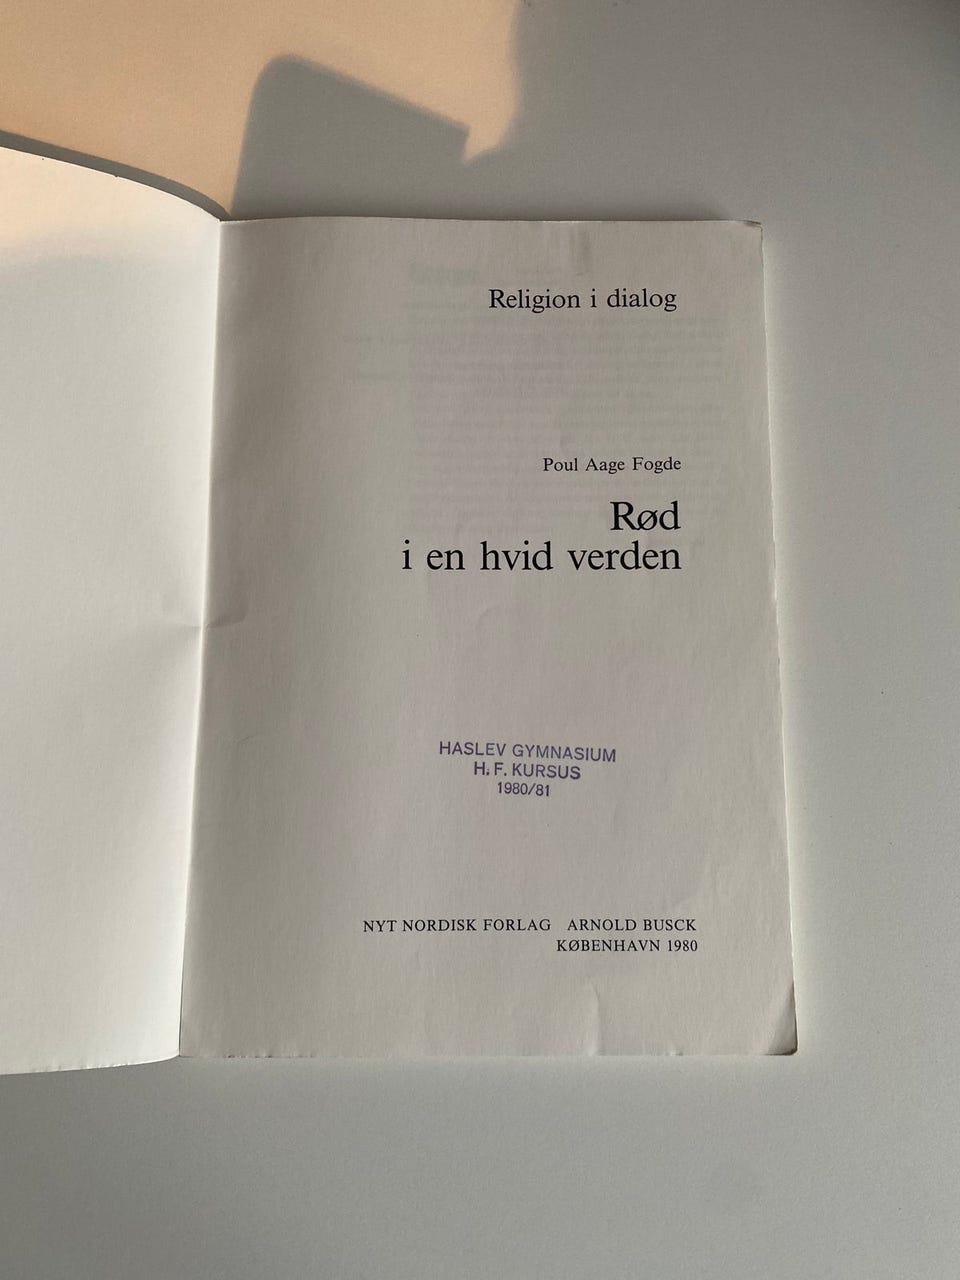 Religion i dialog
Poul Aage Fogde
Rød
i en hvid verden
HASLEV GYMNASIUM
H. F. KURSUS
1980/81
NYT NORDISK FORLAG ARNOLD BUSCK
KØBENHAVN 1980